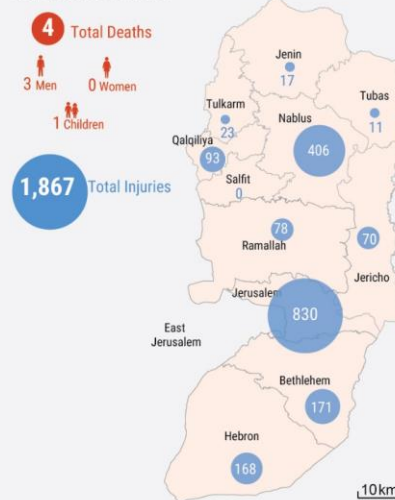 4 Total Deaths
3 Men
0 Women
1 Children
1,867 Total Injuries
Jenin
17
Tubas
11
Tulkarm
23
Nablus
406
Qalqiliya
93
Salfit
0
78
Ramallah
70
Jericho
Jerusalem
830
East
Jerusalem
Bethlehem
171
Hebron
168
10km